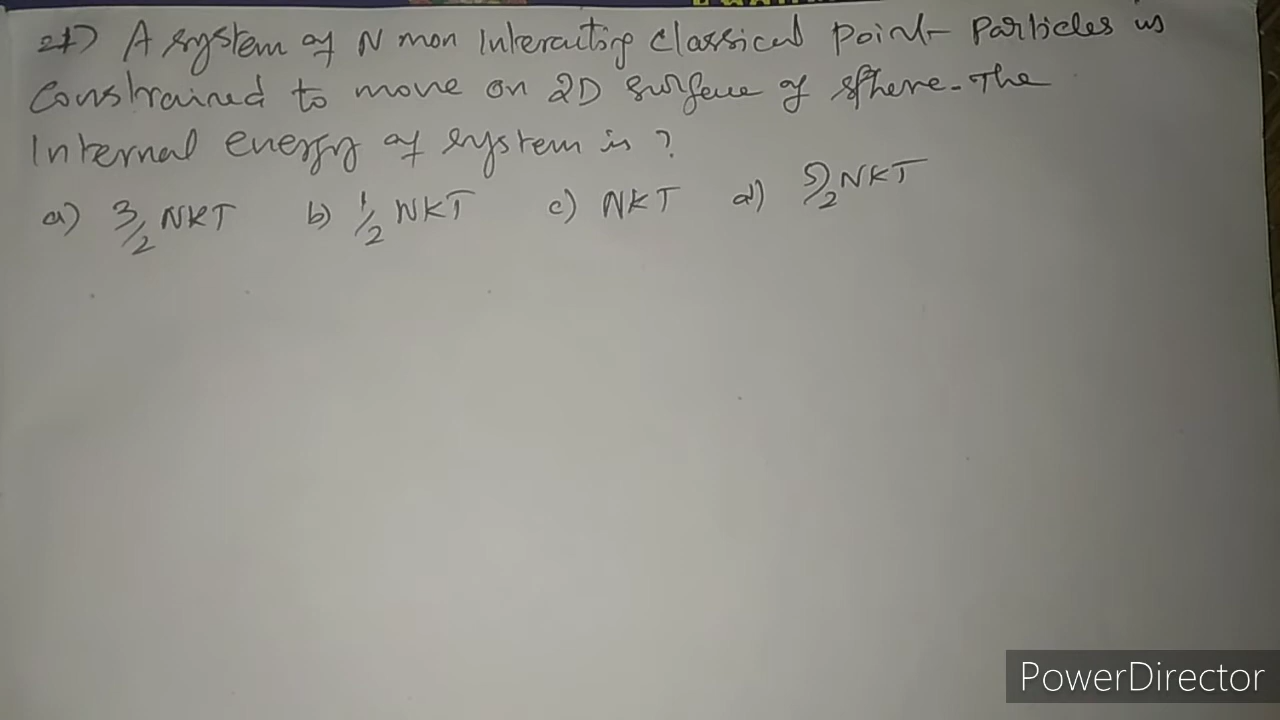 27) A system of N non Interacting classical point Particles is
Constrained to move on 2D surface of sphere. The
Internal energy of system is ?
a) 3/2 NKT b) 1/2 NKT c) NKT d) 5/2 NKT
PowerDirector